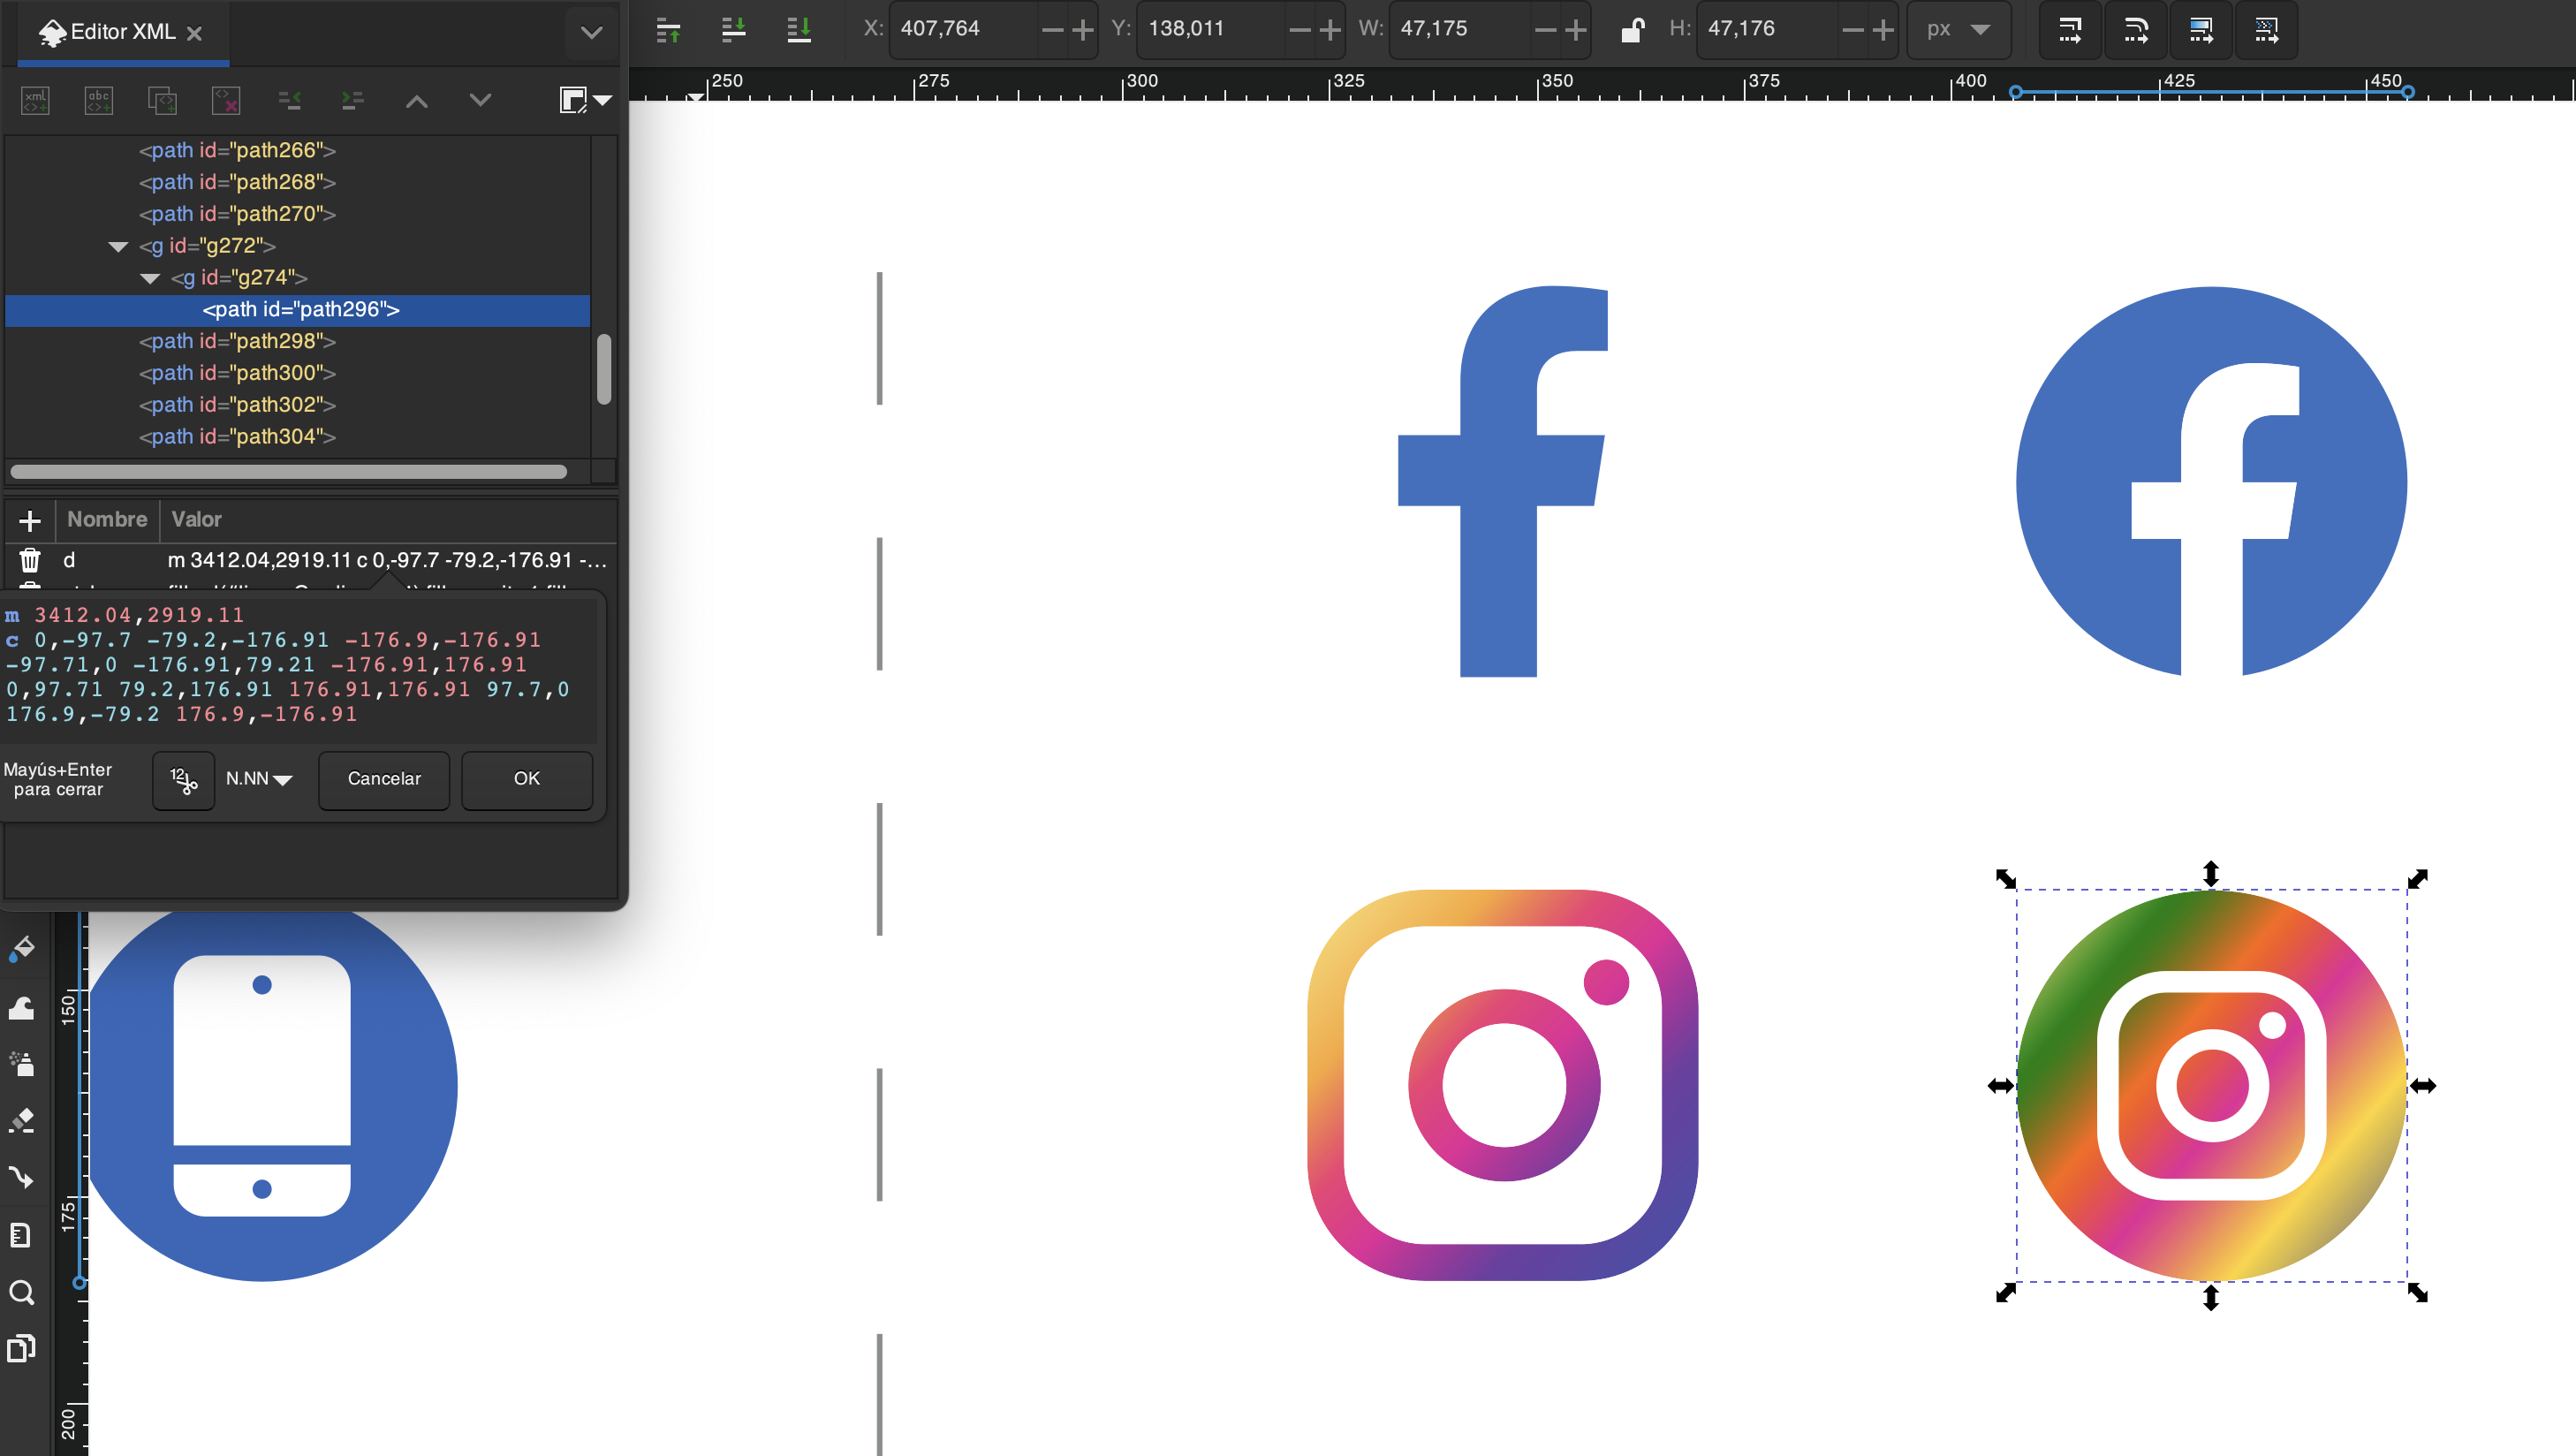 Editor XML
X: 407,764 Y: 138,011 W: 47,175 H: 47,176 px
250 275 300 325 350 375 400 425 450
<path id="path266">
<path id="path268">
<path id="path270">
<g id="g272">
<g id="g274">
<path id="path296">
<path id="path298">
<path id="path300">
<path id="path302">
<path id="path304">
Nombre Valor
d m 3412.04,2919.11 c 0,-97.7 -79.2,-176.91 -...
m 3412.04,2919.11
c 0,-97.7 -79.2,-176.91 -176.9,-176.91
-97.71,0 -176.91,79.21 -176.91,176.91
0,97.71 79.2,176.91 176.91,176.91 97.7,0
176.9,-79.2 176.9,-176.91
Mayús+Enter
para cerrar
N.NN
Cancelar
OK
150
175
200